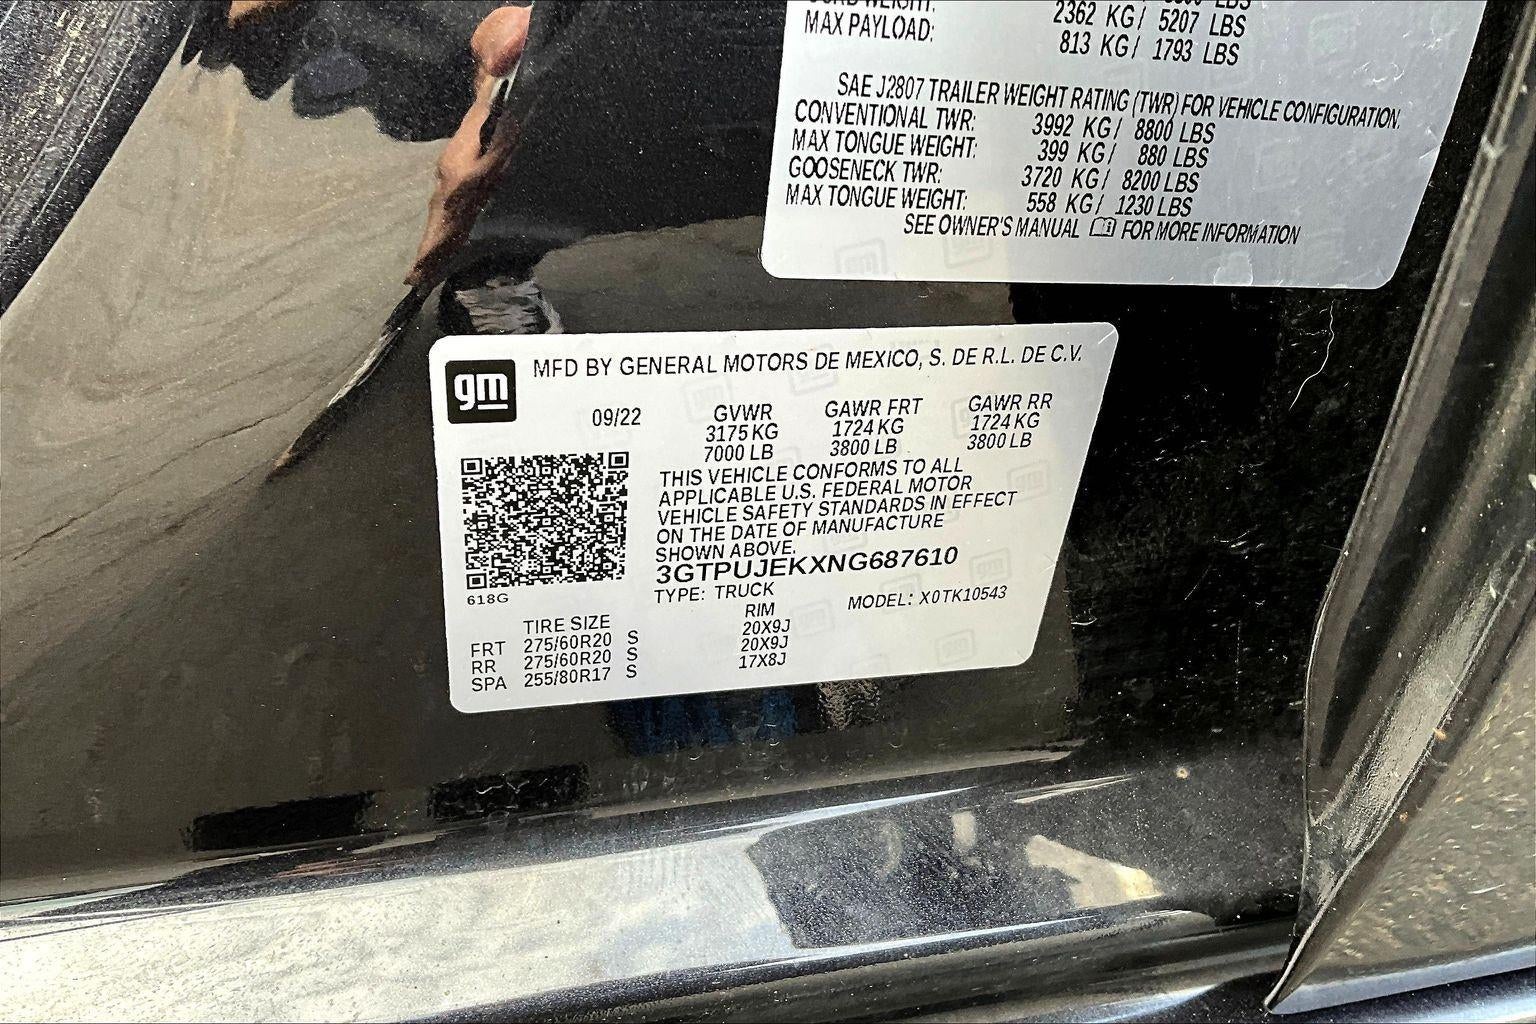 2362 KG/ 5207 LBS
MAX PAYLOAD: 813 KG/ 1793 LBS
SAE J2807 TRAILER WEIGHT RATING (TWR) FOR VEHICLE CONFIGURATION.
CONVENTIONAL TWR: 3992 KG/ 8800 LBS
MAX TONGUE WEIGHT: 399 KG/ 880 LBS
GOOSENECK TWR: 3720 KG/ 8200 LBS
MAX TONGUE WEIGHT: 558 KG/ 1230 LBS
SEE OWNER'S MANUAL FOR MORE INFORMATION
gm
MFD BY GENERAL MOTORS DE MEXICO, S. DE R.L. DE C.V.
09/22 GVWR GAWR FRT GAWR RR
3175 KG 1724 KG 1724 KG
7000 LB 3800 LB 3800 LB
THIS VEHICLE CONFORMS TO ALL
APPLICABLE U.S. FEDERAL MOTOR
VEHICLE SAFETY STANDARDS IN EFFECT
ON THE DATE OF MANUFACTURE
SHOWN ABOVE.
3GTPUJEKXNG687610
618G
TYPE: TRUCK MODEL: X0TK10543
TIRE SIZE RIM
FRT 275/60R20 S 20X9J
RR 275/60R20 S 20X9J
SPA 255/80R17 S 17X8J